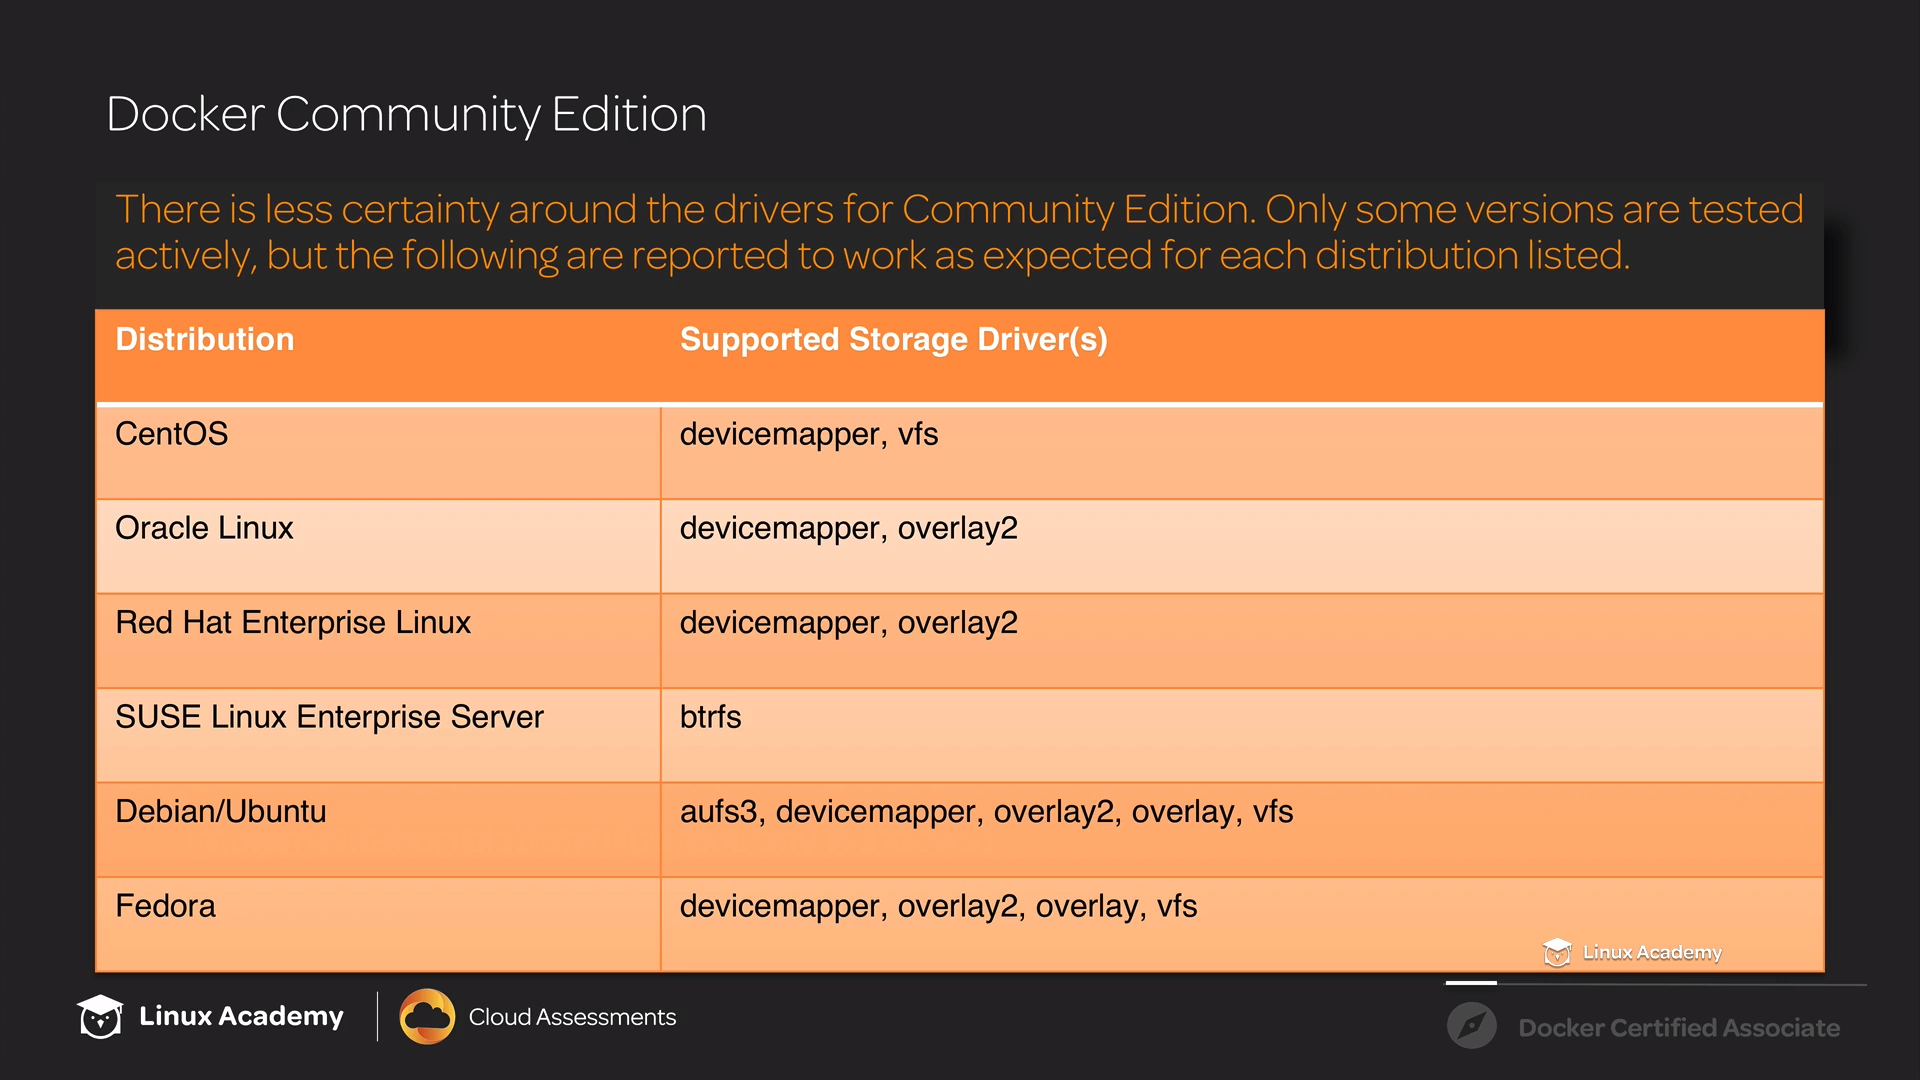 Docker Community Edition
There is less certainty around the drivers for Community Edition. Only some versions are tested
actively, but the following are reported to work as expected for each distribution listed.
Distribution Supported Storage Driver(s)
CentOS devicemapper, vfs
Oracle Linux devicemapper, overlay2
Red Hat Enterprise Linux devicemapper, overlay2
SUSE Linux Enterprise Server btrfs
Debian/Ubuntu aufs3, devicemapper, overlay2, overlay, vfs
Fedora devicemapper, overlay2, overlay, vfs
Linux Academy
Linux Academy Cloud Assessments
Docker Certified Associate